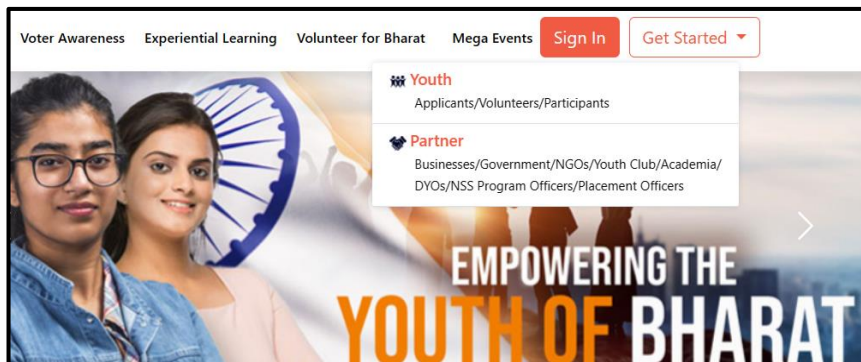 Voter Awareness Experiential Learning Volunteer for Bharat Mega Events Sign In Get Started
Youth
Applicants/Volunteers/Participants
Partner
Businesses/Government/NGOs/Youth Club/Academia/
DYOs/NSS Program Officers/Placement Officers
EMPOWERING THE
YOUTH OF BHARAT